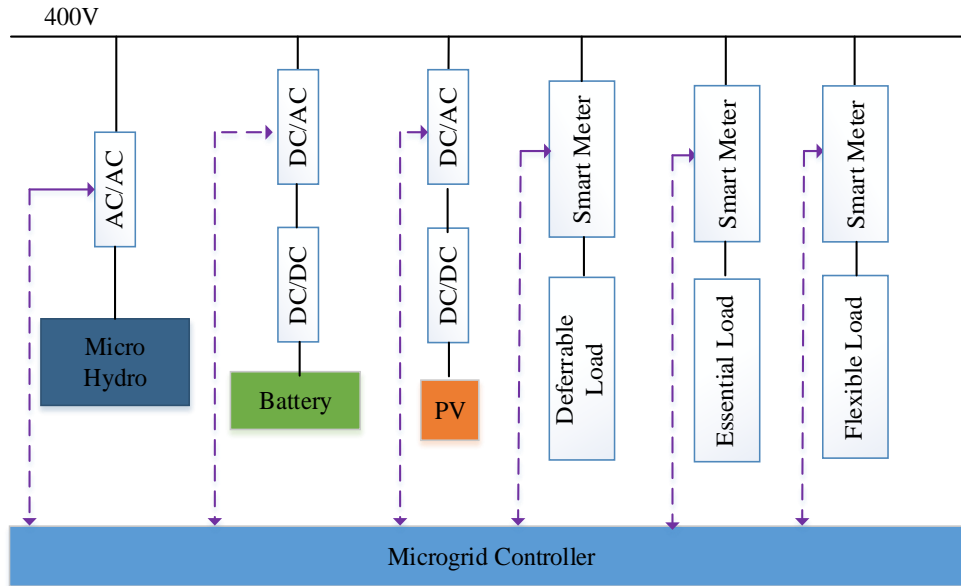 400V
AC/AC
DC/AC
DC/AC
Smart Meter
Smart Meter
Smart Meter
DC/DC
DC/DC
Micro
Hydro
Battery
PV
Deferrable
Load
Essential Load
Flexible Load
Microgrid Controller